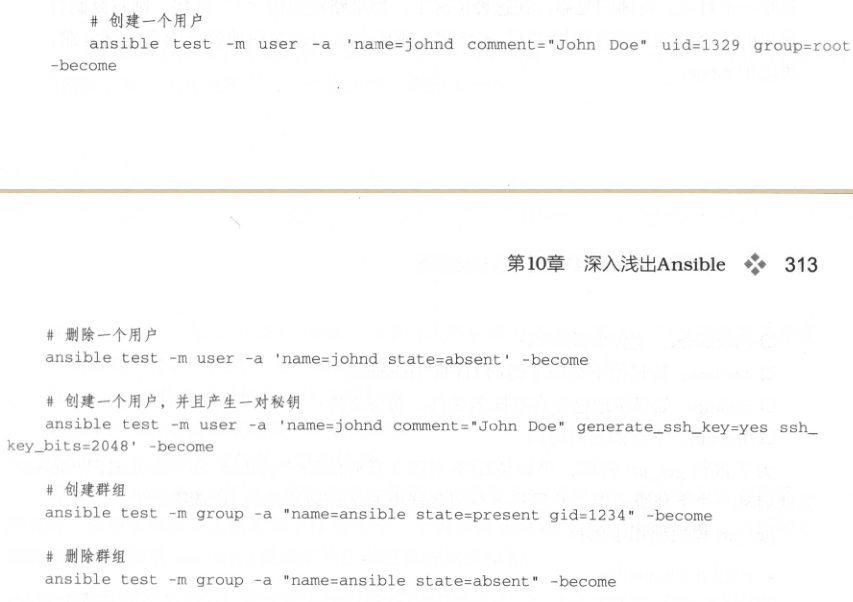 # 创建一个用户
ansible test -m user -a 'name=johnd comment="John Doe" uid=1329 group=root
-become
第10章 深入浅出Ansible ❖ 313
# 删除一个用户
ansible test -m user -a 'name=johnd state=absent' -become
# 创建一个用户，并且产生一对秘钥
ansible test -m user -a 'name=johnd comment="John Doe" generate_ssh_key=yes ssh_
key_bits=2048' -become
# 创建群组
ansible test -m group -a "name=ansible state=present gid=1234" -become
# 删除群组
ansible test -m group -a "name=ansible state=absent" -become